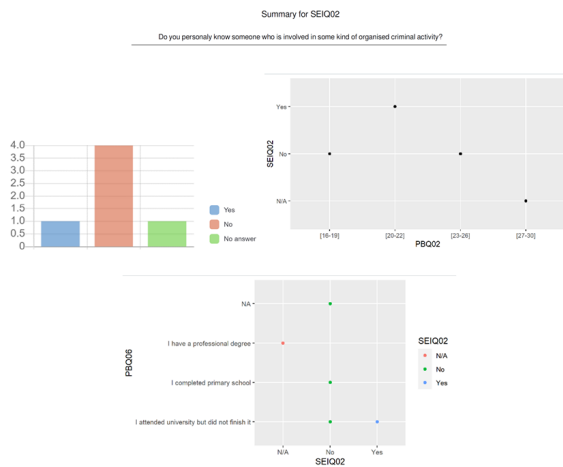 Summary for SEIQ02
Do you personaly know someone who is involved in some kind of organised criminal activity?
4.0
3.5
3.0
2.5
2.0
1.5
1.0
0.5
0
Yes
No
No answer
SEIQ02
Yes
No
N/A
[16-19]
[20-22]
[23-26]
[27-30]
PBQ02
PBQ06
NA
I have a professional degree
I completed primary school
I attended university but did not finish it
N/A
No
Yes
SEIQ02
SEIQ02
N/A
No
Yes